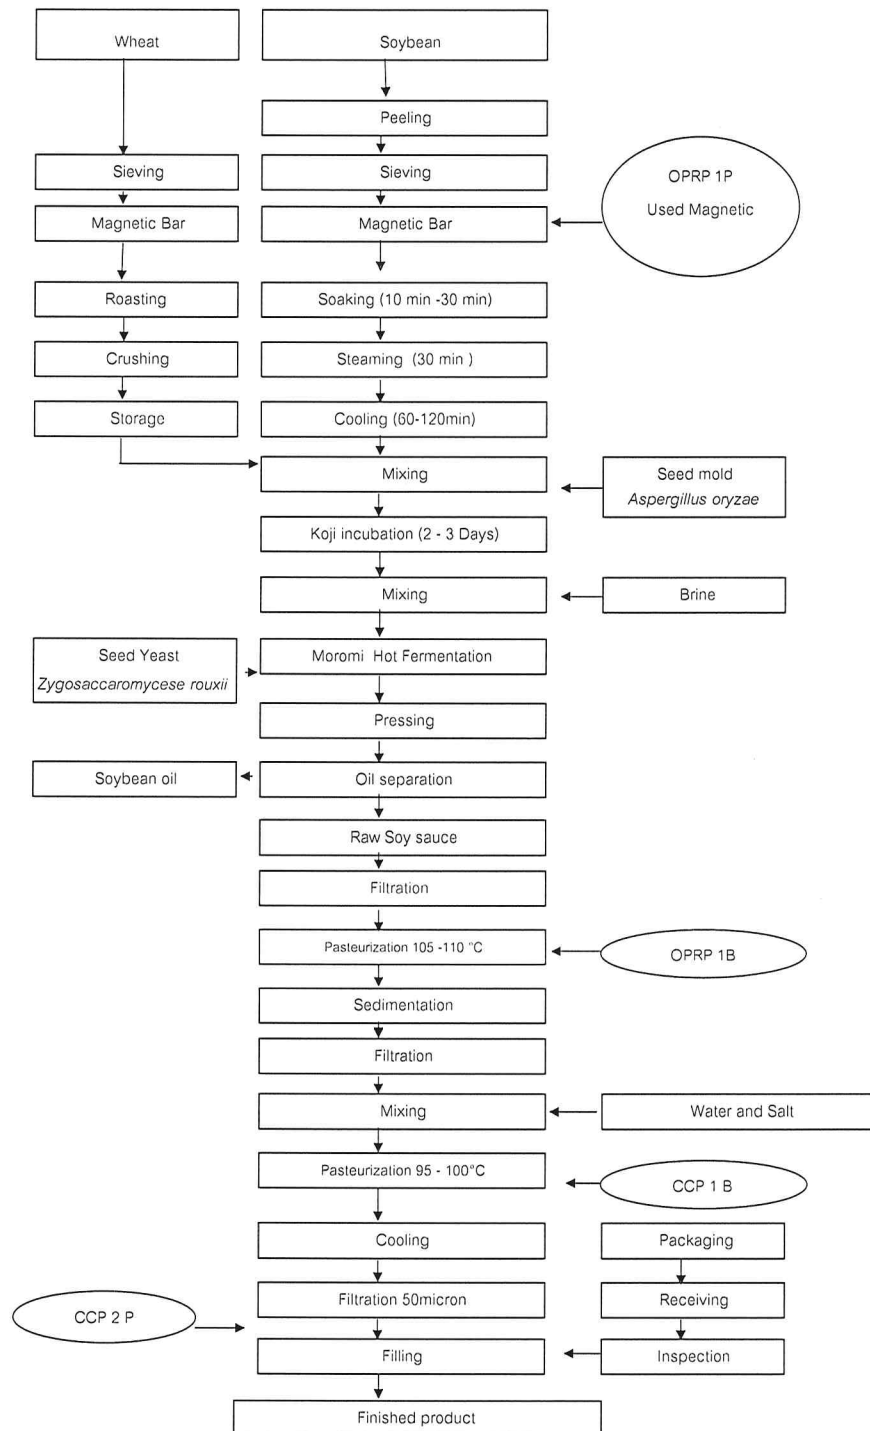 Wheat
Soybean
Peeling
Sieving
Sieving
OPRP 1P
Used Magnetic
Magnetic Bar
Magnetic Bar
Roasting
Soaking (10 min -30 min)
Crushing
Steaming (30 min )
Storage
Cooling (60-120min)
Mixing
Seed mold
Aspergillus oryzae
Koji incubation (2 - 3 Days)
Mixing
Brine
Seed Yeast
Zygosaccaromycese rouxii
Moromi Hot Fermentation
Pressing
Soybean oil
Oil separation
Raw Soy sauce
Filtration
Pasteurization 105 -110 °C
OPRP 1B
Sedimentation
Filtration
Mixing
Water and Salt
Pasteurization 95 - 100°C
CCP 1 B
Cooling
Packaging
Filtration 50micron
Receiving
CCP 2 P
Filling
Inspection
Finished product